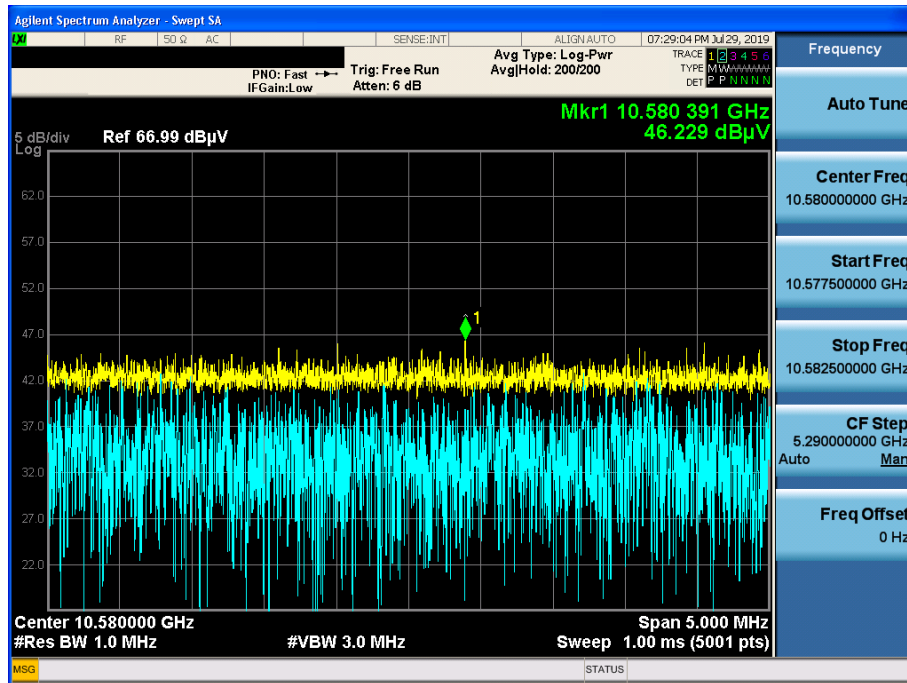 Agilent Spectrum Analyzer - Swept SA
LXI RF 50 Ω AC SENSE:INT ALIGN AUTO 07:29:04 PM Jul 29, 2019
Frequency
PNO: Fast
IFGain:Low
Trig: Free Run
Atten: 6 dB
Avg Type: Log-Pwr
Avg|Hold: 200/200
TRACE 1 2 3 4 5 6
TYPE M W W W W W
DET P P N N N N
Mkr1 10.580 391 GHz
46.229 dBµV
5 dB/div Ref 66.99 dBµV
Log
62.0
57.0
52.0
47.0
42.0
37.0
32.0
27.0
22.0
1
Center 10.580000 GHz Span 5.000 MHz
#Res BW 1.0 MHz #VBW 3.0 MHz Sweep 1.00 ms (5001 pts)
Auto Tune
Center Freq
10.580000000 GHz
Start Freq
10.577500000 GHz
Stop Freq
10.582500000 GHz
CF Step
5.290000000 GHz
Auto Man
Freq Offset
0 Hz
MSG STATUS